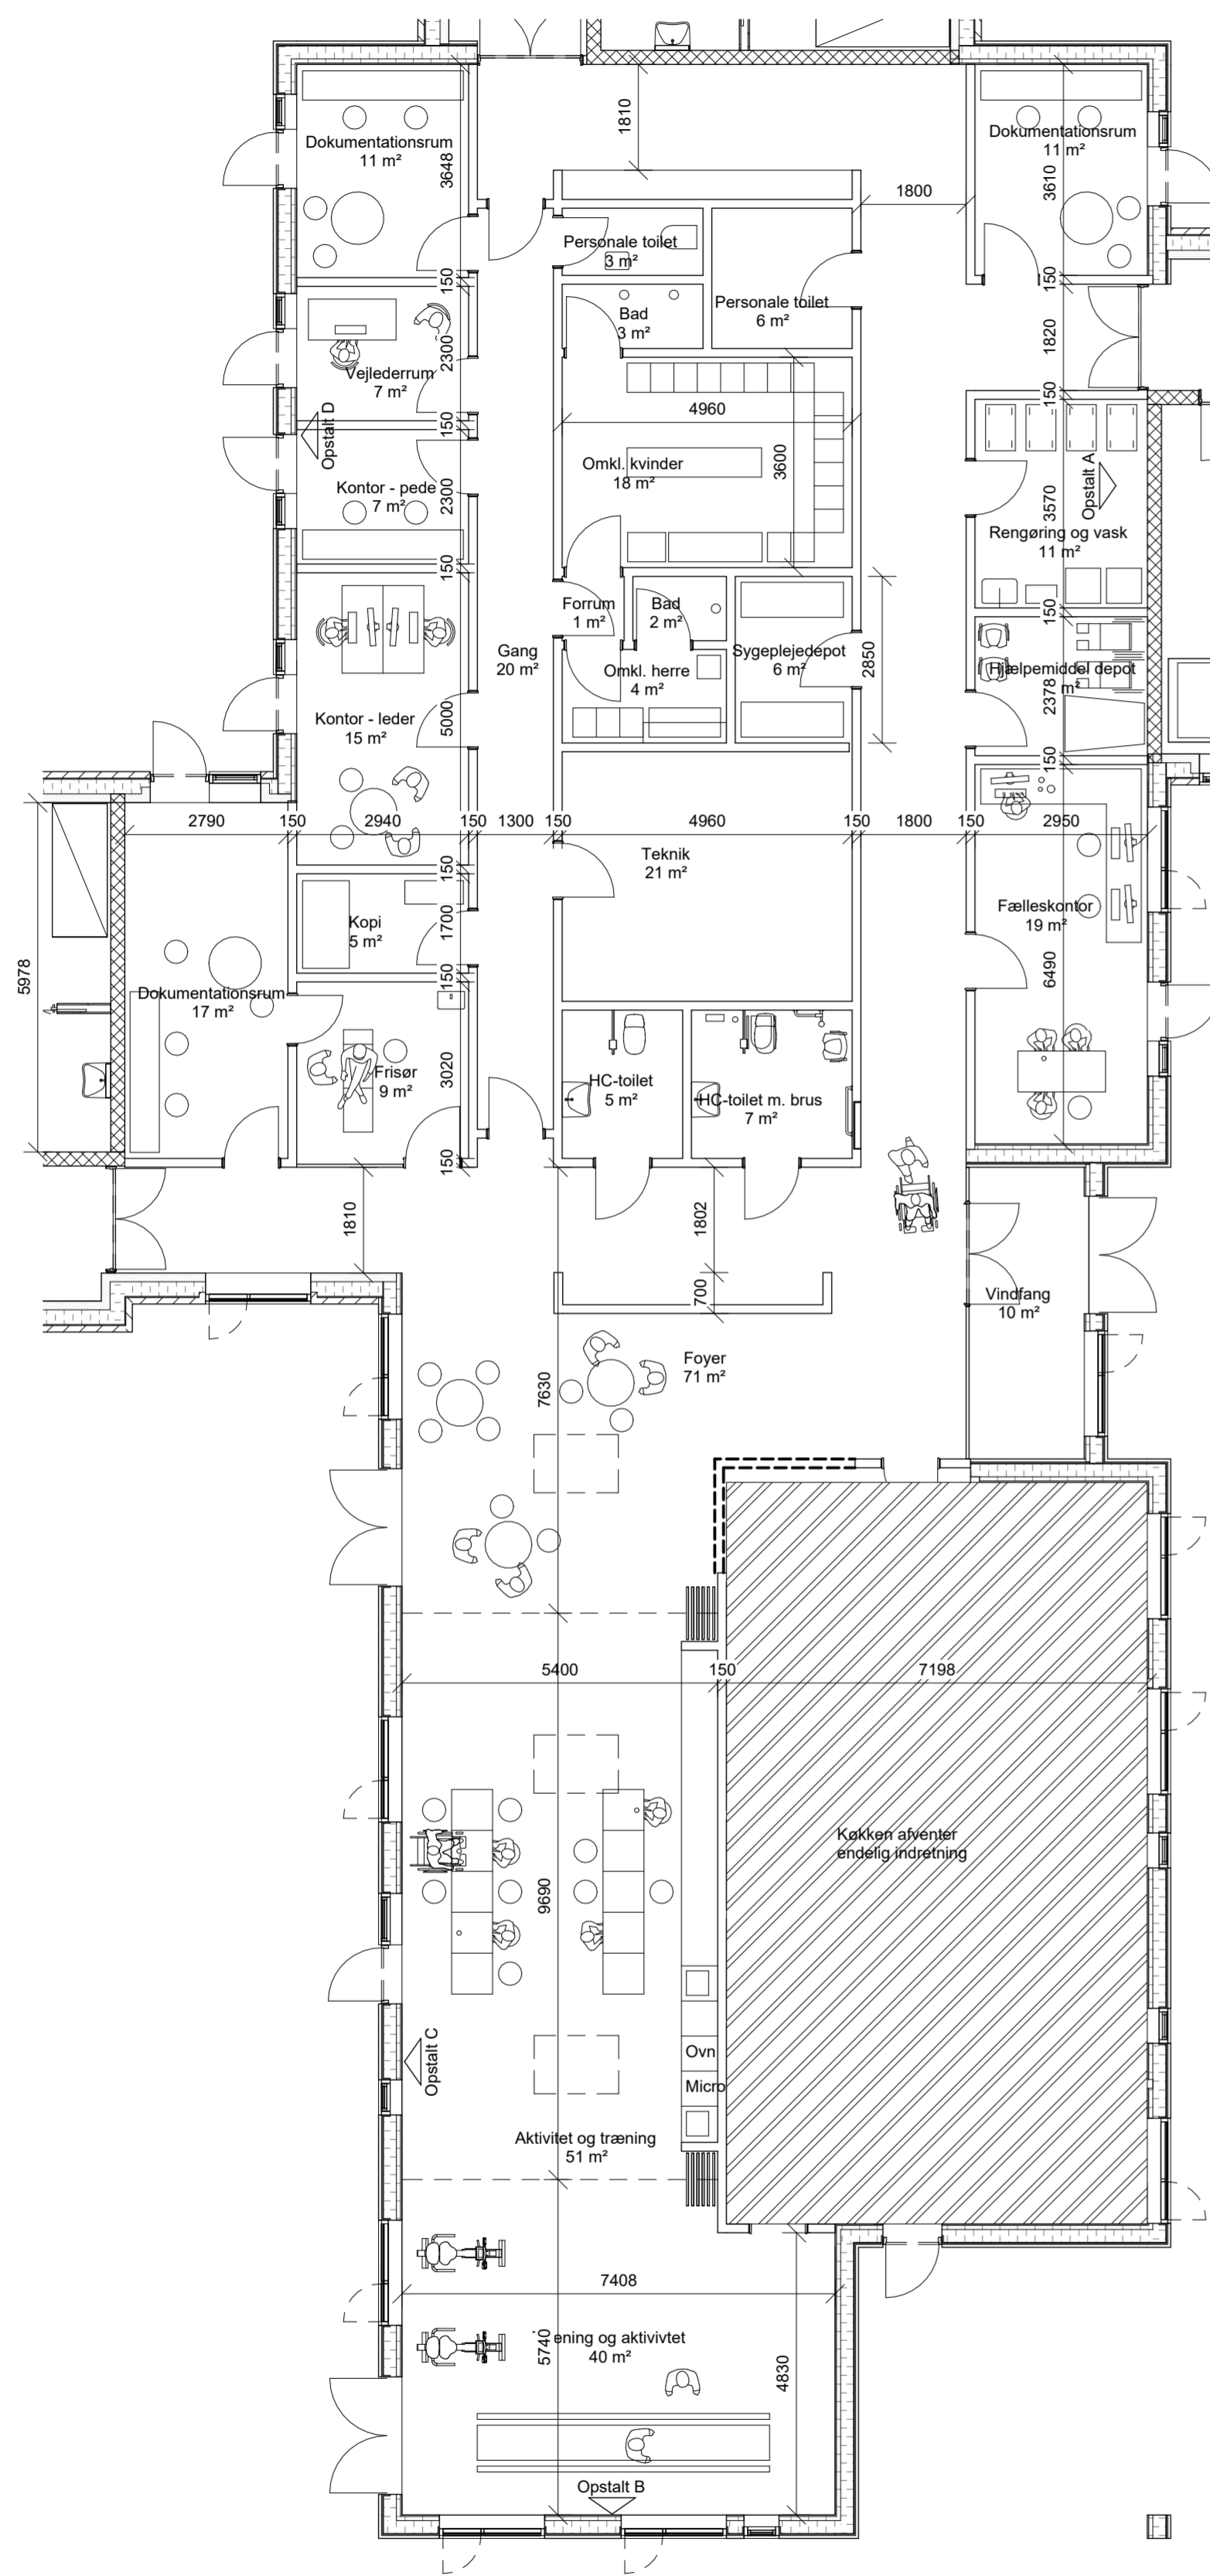 1810
Dokumentationsrum
11 m²
3648
Dokumentationsrum
11 m²
3610
1800
Personale toilet
3 m²
150
Personale toilet
6 m²
150
Bad
3 m²
1820
Vejlederrum
7 m²
2300
150
150
Opstalt D
4960
Omkl. kvinder
18 m²
3600
Kontor - pede
7 m²
2300
150
Opstalt A
3570
Rengøring og vask
11 m²
150
Forrum
1 m²
Bad
2 m²
Gang
20 m²
Sygeplejedepot
6 m²
2850
Omkl. herre
4 m²
Hjælpemiddel depot
m²
2378
150
Kontor - leder
15 m²
5000
2790
150
2940
150
1300
150
4960
150
1800
150
2950
Teknik
21 m²
150
Kopi
5 m²
1700
150
Fælleskontor
19 m²
6490
5978
Dokumentationsrum
17 m²
Frisør
9 m²
3020
150
HC-toilet
5 m²
HC-toilet m. brus
7 m²
1810
1802
700
Vindfang
10 m²
Foyer
71 m²
7630
5400
150
7198
Køkken afventer
endelig indretning
9690
Opstalt C
Ovn
Micro
Aktivitet og træning
51 m²
7408
ening og aktivivtet
40 m²
5740
4830
Opstalt B